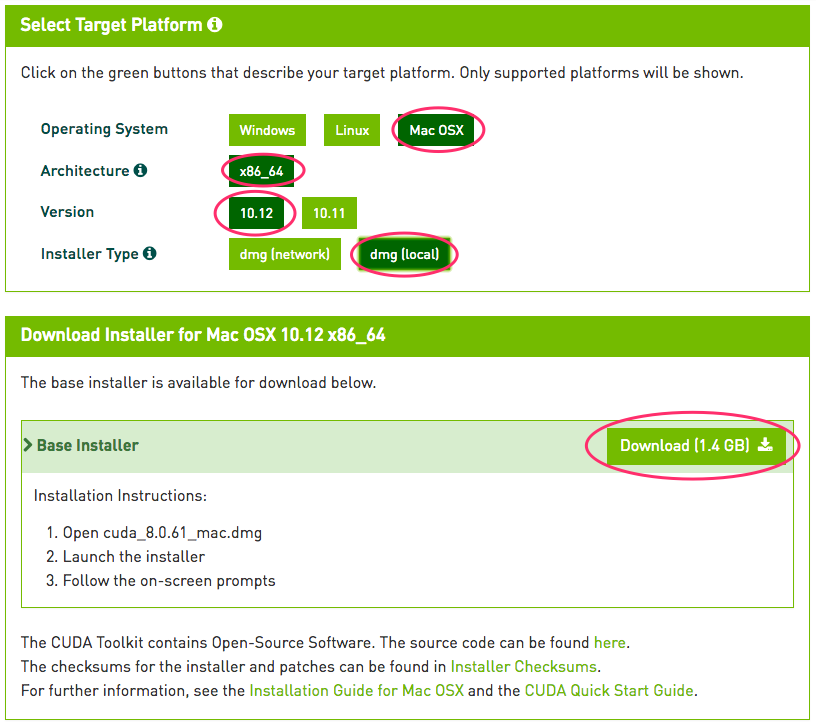 Select Target Platform
Click on the green buttons that describe your target platform. Only supported platforms will be shown.
Operating System Windows Linux Mac OSX
Architecture x86_64
Version 10.12 10.11
Installer Type dmg (network) dmg (local)
Download Installer for Mac OSX 10.12 x86_64
The base installer is available for download below.
Base Installer Download (1.4 GB)
Installation Instructions:
1. Open cuda_8.0.61_mac.dmg
2. Launch the installer
3. Follow the on-screen prompts
The CUDA Toolkit contains Open-Source Software. The source code can be found here.
The checksums for the installer and patches can be found in Installer Checksums.
For further information, see the Installation Guide for Mac OSX and the CUDA Quick Start Guide.